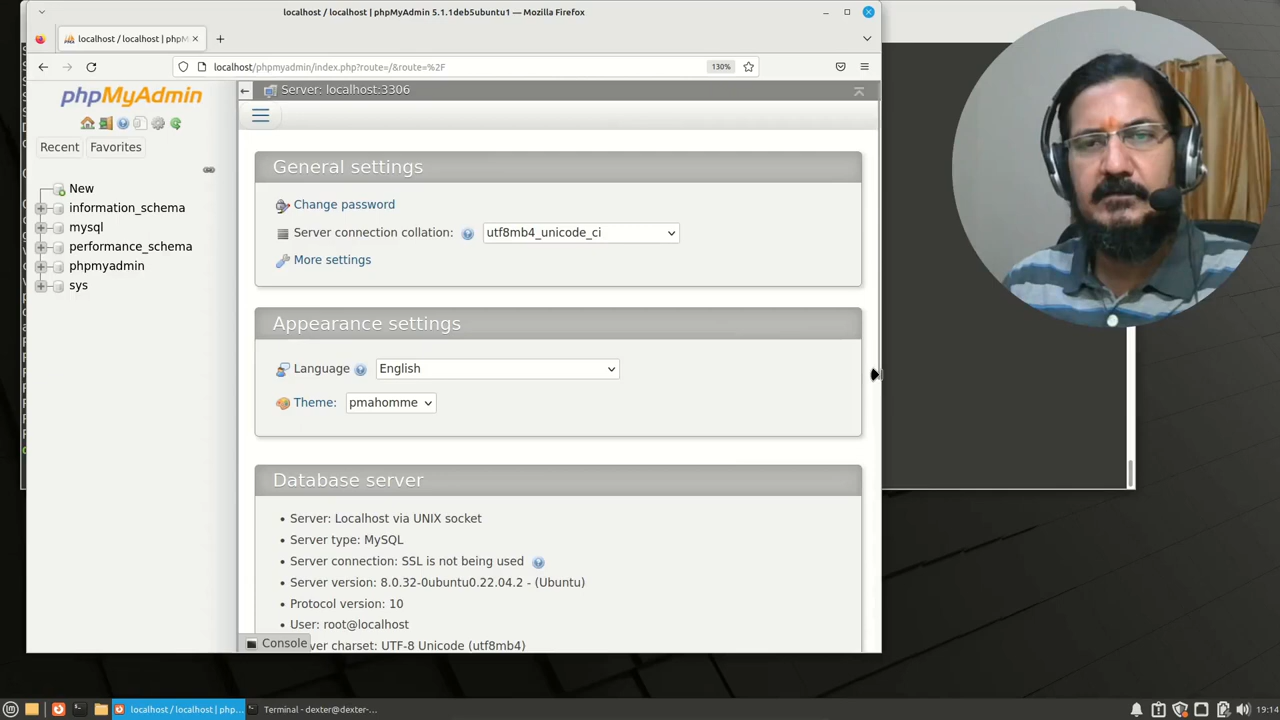 localhost / localhost | phpMyAdmin 5.1.1deb5ubuntu1 — Mozilla Firefox
localhost / localhost | phpM
localhost/phpmyadmin/index.php?route=/&route=%2F
130%
phpMyAdmin
Server: localhost:3306
Recent
Favorites
New
information_schema
mysql
performance_schema
phpmyadmin
sys
General settings
Change password
Server connection collation:
utf8mb4_unicode_ci
More settings
Appearance settings
Language
English
Theme:
pmahomme
Database server
• Server: Localhost via UNIX socket
• Server type: MySQL
• Server connection: SSL is not being used
• Server version: 8.0.32-0ubuntu0.22.04.2 - (Ubuntu)
• Protocol version: 10
• User: root@localhost
Console
rver charset: UTF-8 Unicode (utf8mb4)
localhost / localhost | php...
Terminal - dexter@dexter-...
19:14